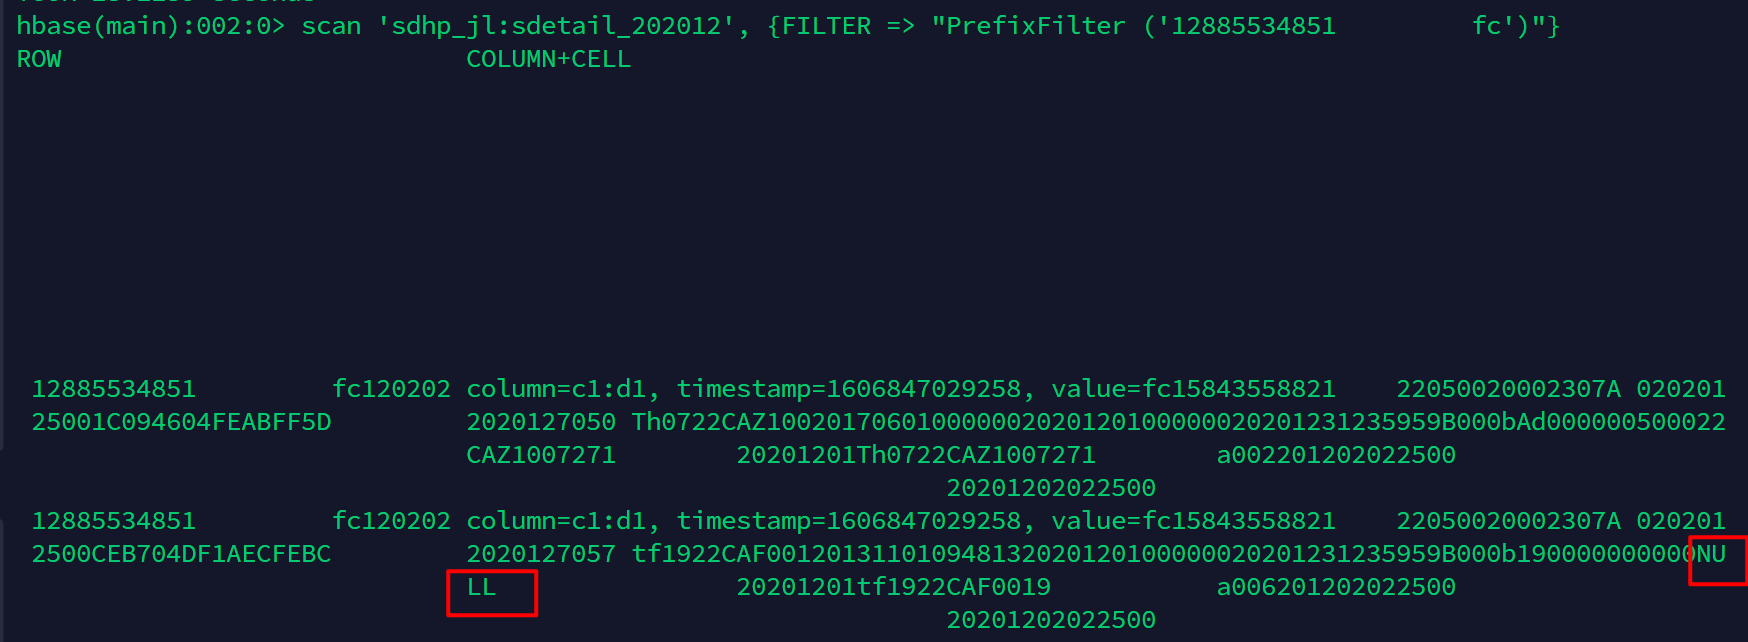 hbase(main):002:0> scan 'sdhp_jl:sdetail_202012', {FILTER => "PrefixFilter ('12885534851         fc')"}
ROW                           COLUMN+CELL
 12885534851         fc120202 column=c1:d1, timestamp=1606847029258, value=fc15843558821    22050020002307A 020201
 25001C094604FEABFF5D         2020127050 Th0722CAZ100201706010000002020120100000020201231235959B000bAd000000500022
                              CAZ1007271        20201201Th0722CAZ1007271        a002201202022500
                                                              20201202022500
 12885534851         fc120202 column=c1:d1, timestamp=1606847029258, value=fc15843558821    22050020002307A 020201
 2500CEB704DF1AECFEBC         2020127057 tf1922CAF001201311010948132020120100000020201231235959B000b190000000000NU
                              LL                20201201tf1922CAF0019           a006201202022500
                                                              20201202022500